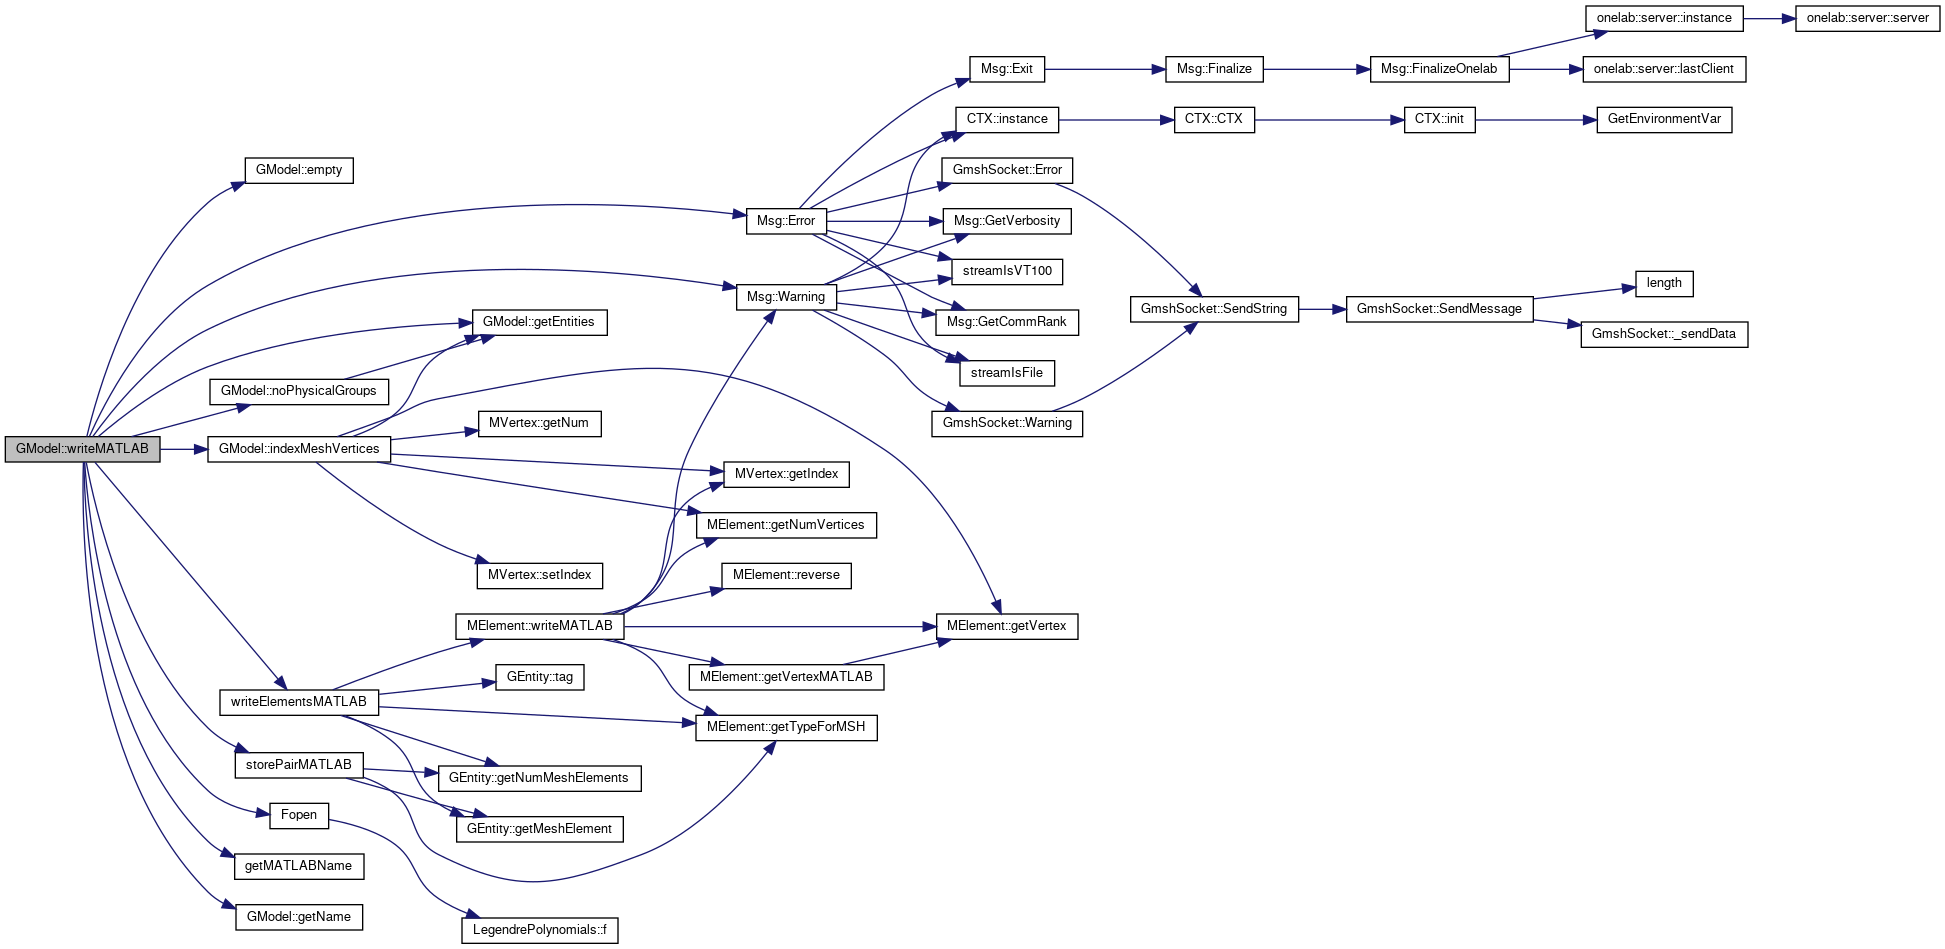 onelab::server::instance
onelab::server::server
Msg::Exit
Msg::Finalize
Msg::FinalizeOnelab
onelab::server::lastClient
CTX::instance
CTX::CTX
CTX::init
GetEnvironmentVar
GModel::empty
GmshSocket::Error
Msg::Error
Msg::GetVerbosity
streamIsVT100
length
Msg::Warning
GmshSocket::SendString
GmshSocket::SendMessage
GModel::getEntities
Msg::GetCommRank
GmshSocket::_sendData
streamIsFile
GModel::noPhysicalGroups
MVertex::getNum
GmshSocket::Warning
GModel::writeMATLAB
GModel::indexMeshVertices
MVertex::getIndex
MElement::getNumVertices
MVertex::setIndex
MElement::reverse
MElement::writeMATLAB
MElement::getVertex
GEntity::tag
MElement::getVertexMATLAB
writeElementsMATLAB
MElement::getTypeForMSH
storePairMATLAB
GEntity::getNumMeshElements
Fopen
GEntity::getMeshElement
getMATLABName
GModel::getName
LegendrePolynomials::f